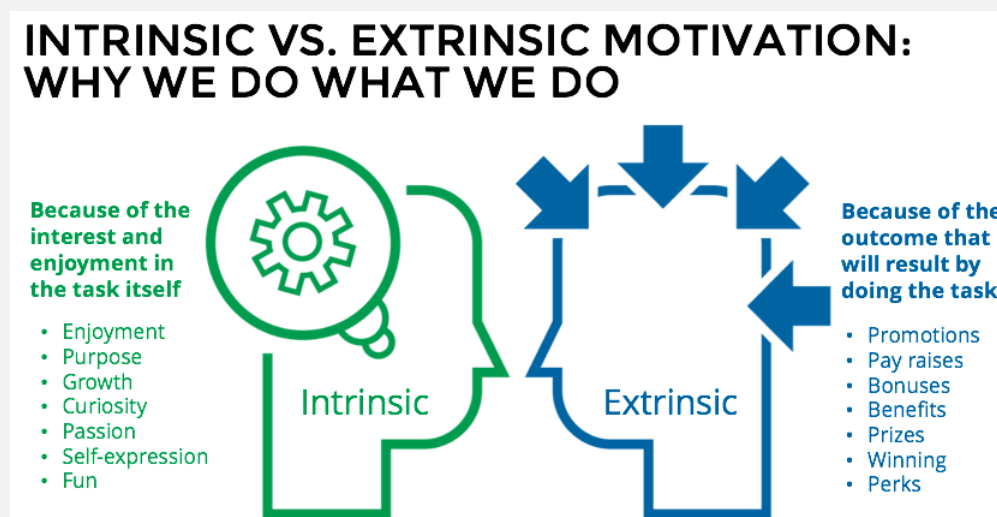 INTRINSIC VS. EXTRINSIC MOTIVATION:
WHY WE DO WHAT WE DO
Because of the
interest and
enjoyment in
the task itself
• Enjoyment
• Purpose
• Growth
• Curiosity
• Passion
• Self-expression
• Fun
Intrinsic
Extrinsic
Because of the
outcome that
will result by
doing the task
• Promotions
• Pay raises
• Bonuses
• Benefits
• Prizes
• Winning
• Perks